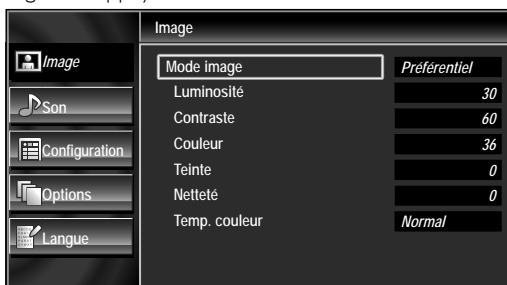 Image
Image
Son
Configuration
Options
Langue
Mode image Préférentiel
Luminosité 30
Contraste 60
Couleur 36
Teinte 0
Netteté 0
Temp. couleur Normal